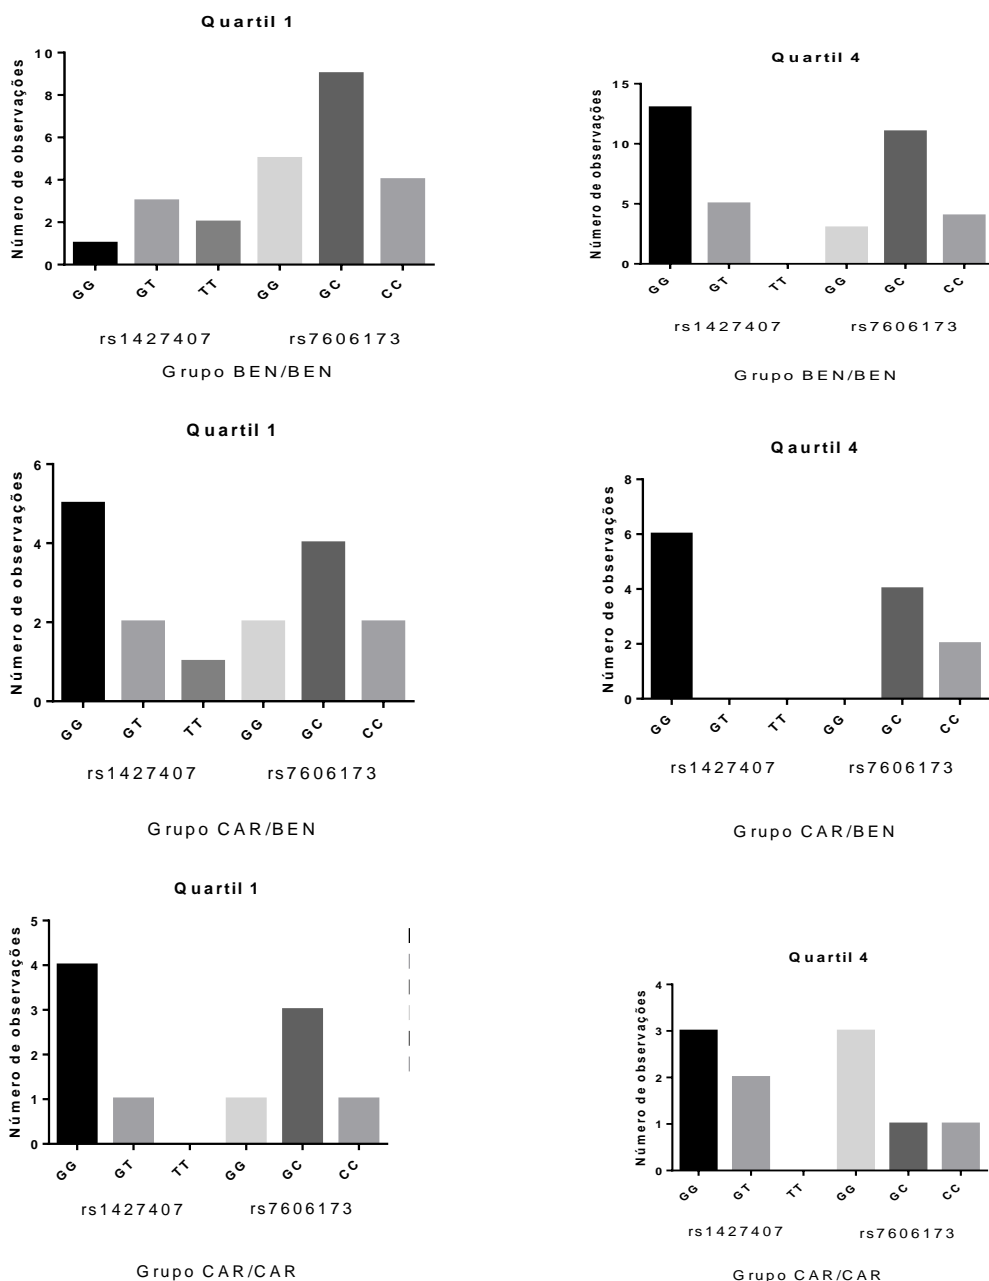 Quartil 1
Número de observações
10
8
6
4
2
0
GG GT TT GG GC CC
rs1427407 rs7606173
Grupo BEN/BEN
Quartil 4
Número de observações
15
10
5
0
GG GT TT GG GC CC
rs1427407 rs7606173
Grupo BEN/BEN
Quartil 1
Número de observações
6
4
2
0
GG GT TT GG GC CC
rs1427407 rs7606173
Grupo CAR/BEN
Qaurtil 4
Número de observações
8
6
4
2
0
GG GT TT GG GC CC
rs1427407 rs7606173
Grupo CAR/BEN
Quartil 1
Número de observações
5
4
3
2
1
0
GG GT TT GG GC CC
rs1427407 rs7606173
Grupo CAR/CAR
Quartil 4
Número de observações
4
3
2
1
0
GG GT TT GG GC CC
rs1427407 rs7606173
Grupo CAR/CAR